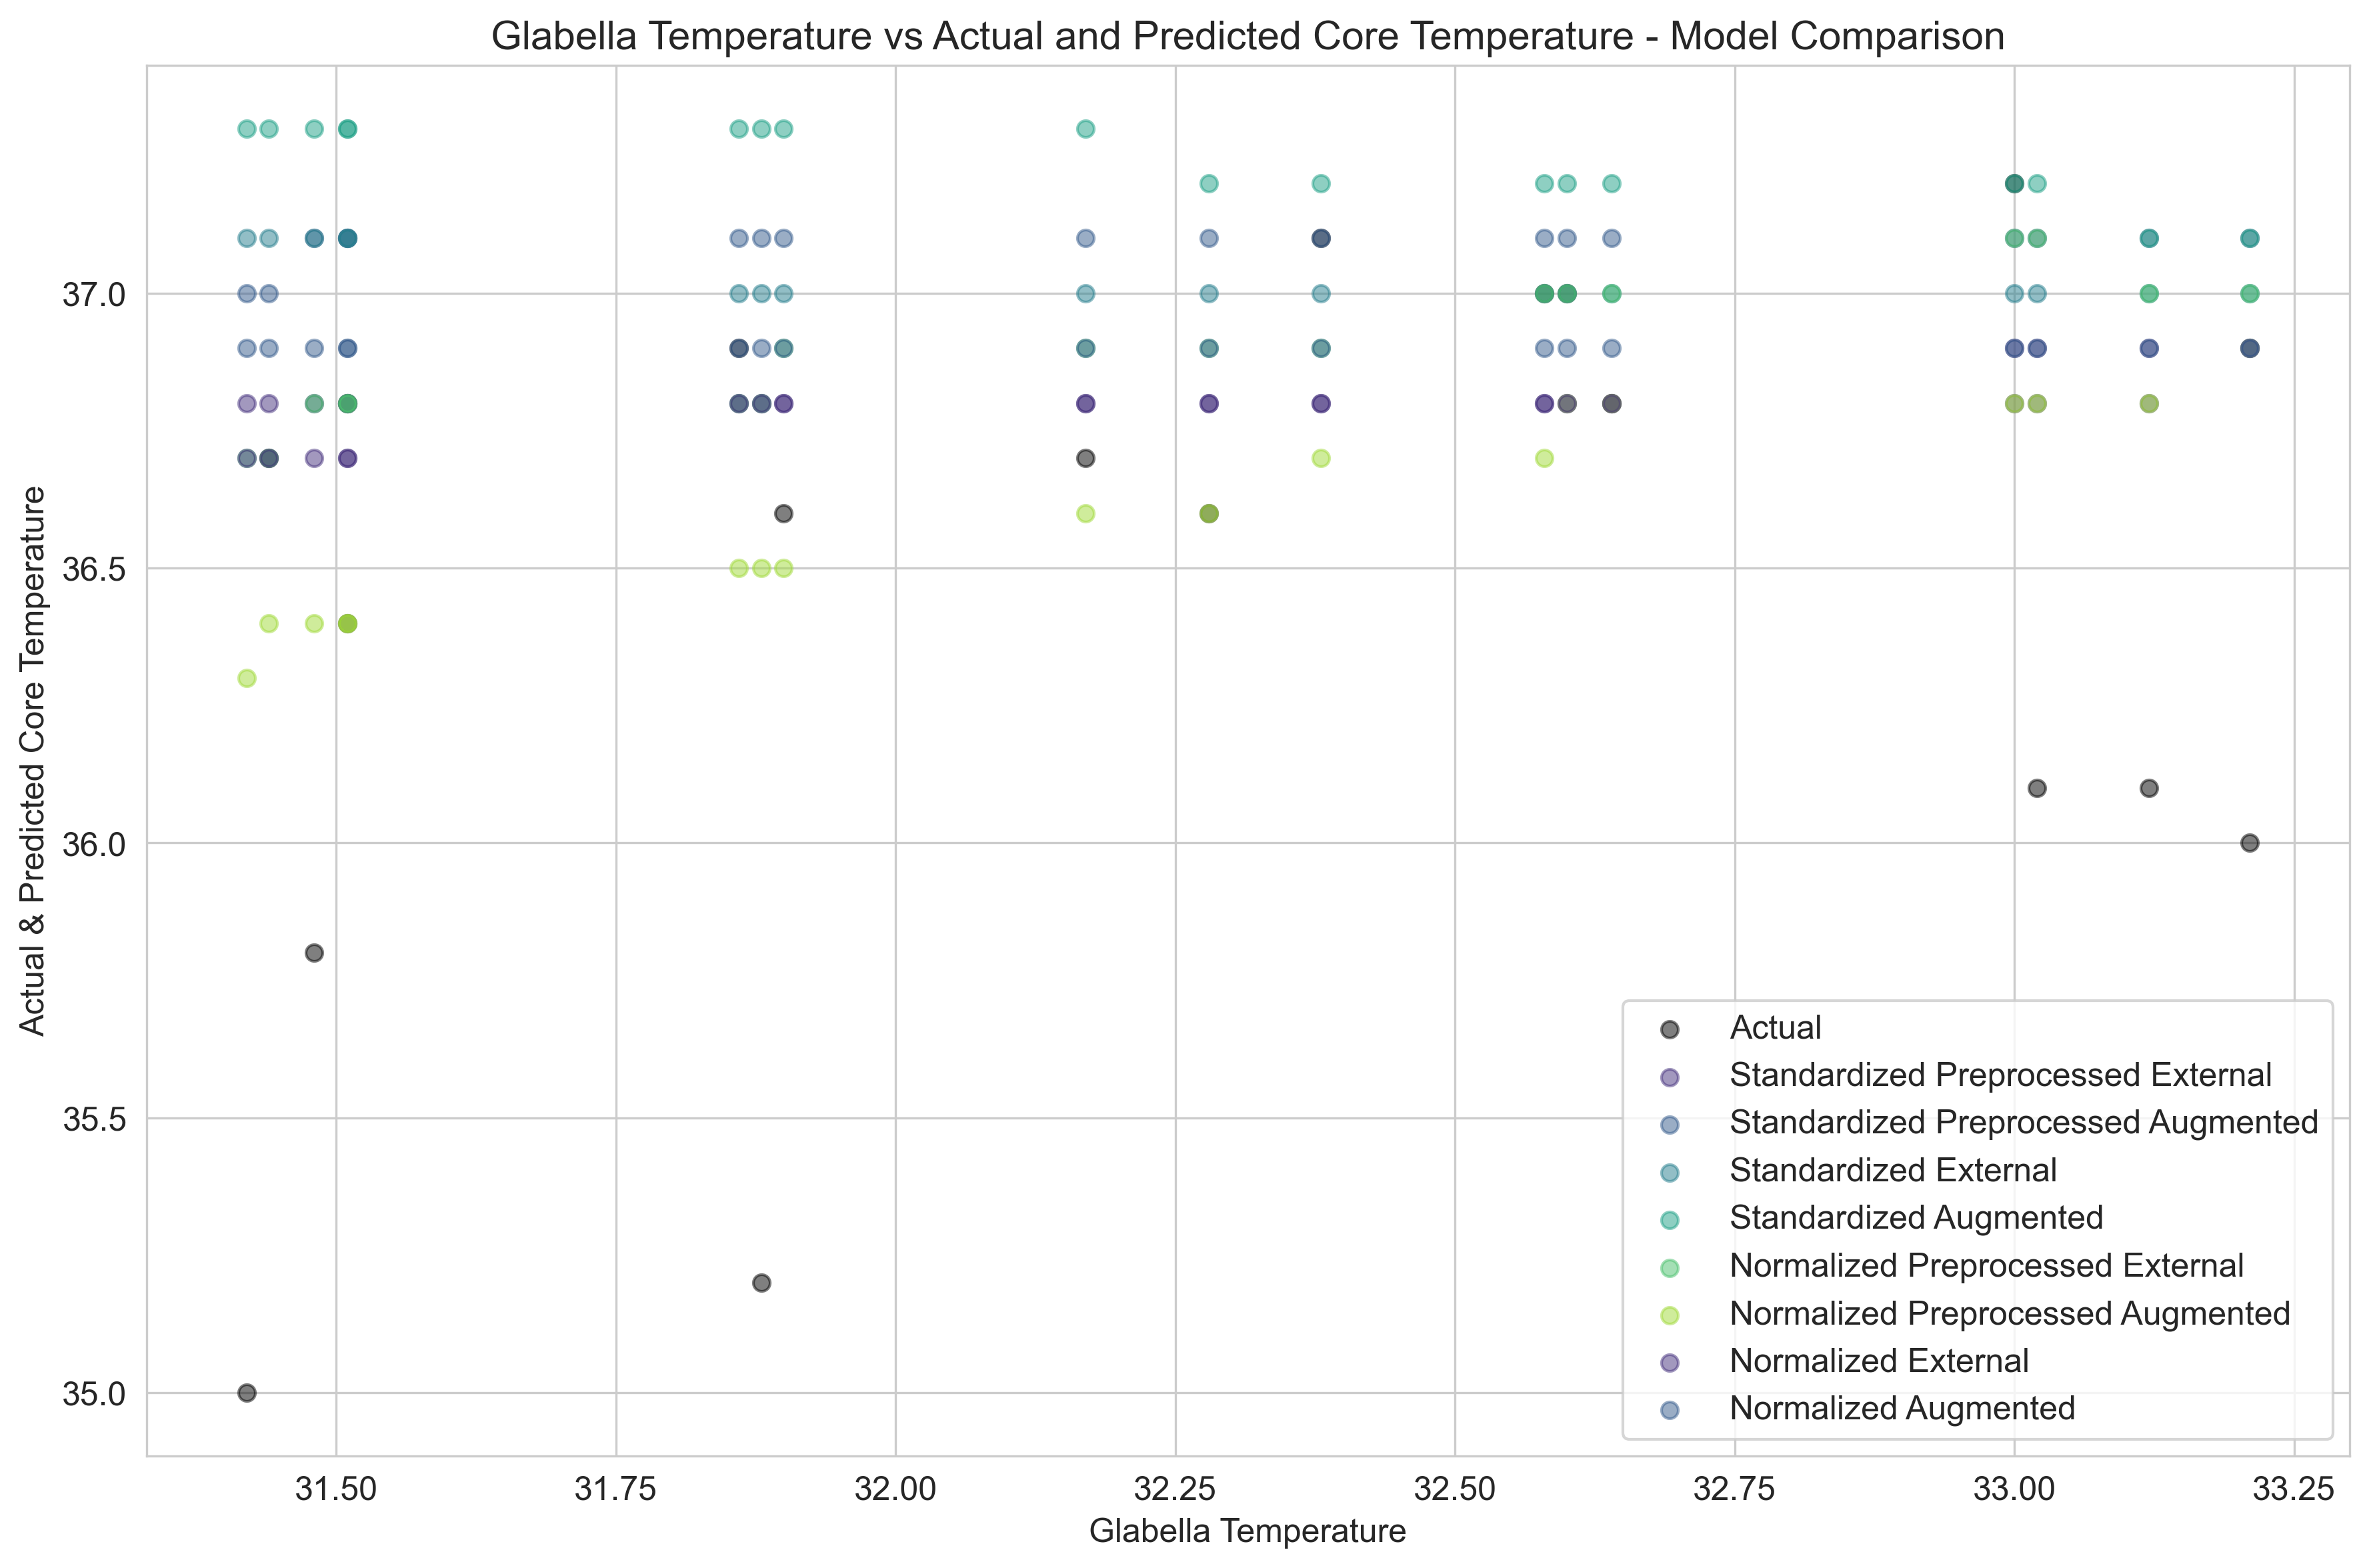 Glabella Temperature vs Actual and Predicted Core Temperature - Model Comparison
Actual & Predicted Core Temperature
37.0
36.5
36.0
35.5
35.0
Actual
Standardized Preprocessed External
Standardized Preprocessed Augmented
Standardized External
Standardized Augmented
Normalized Preprocessed External
Normalized Preprocessed Augmented
Normalized External
Normalized Augmented
31.50 31.75 32.00 32.25 32.50 32.75 33.00 33.25
Glabella Temperature